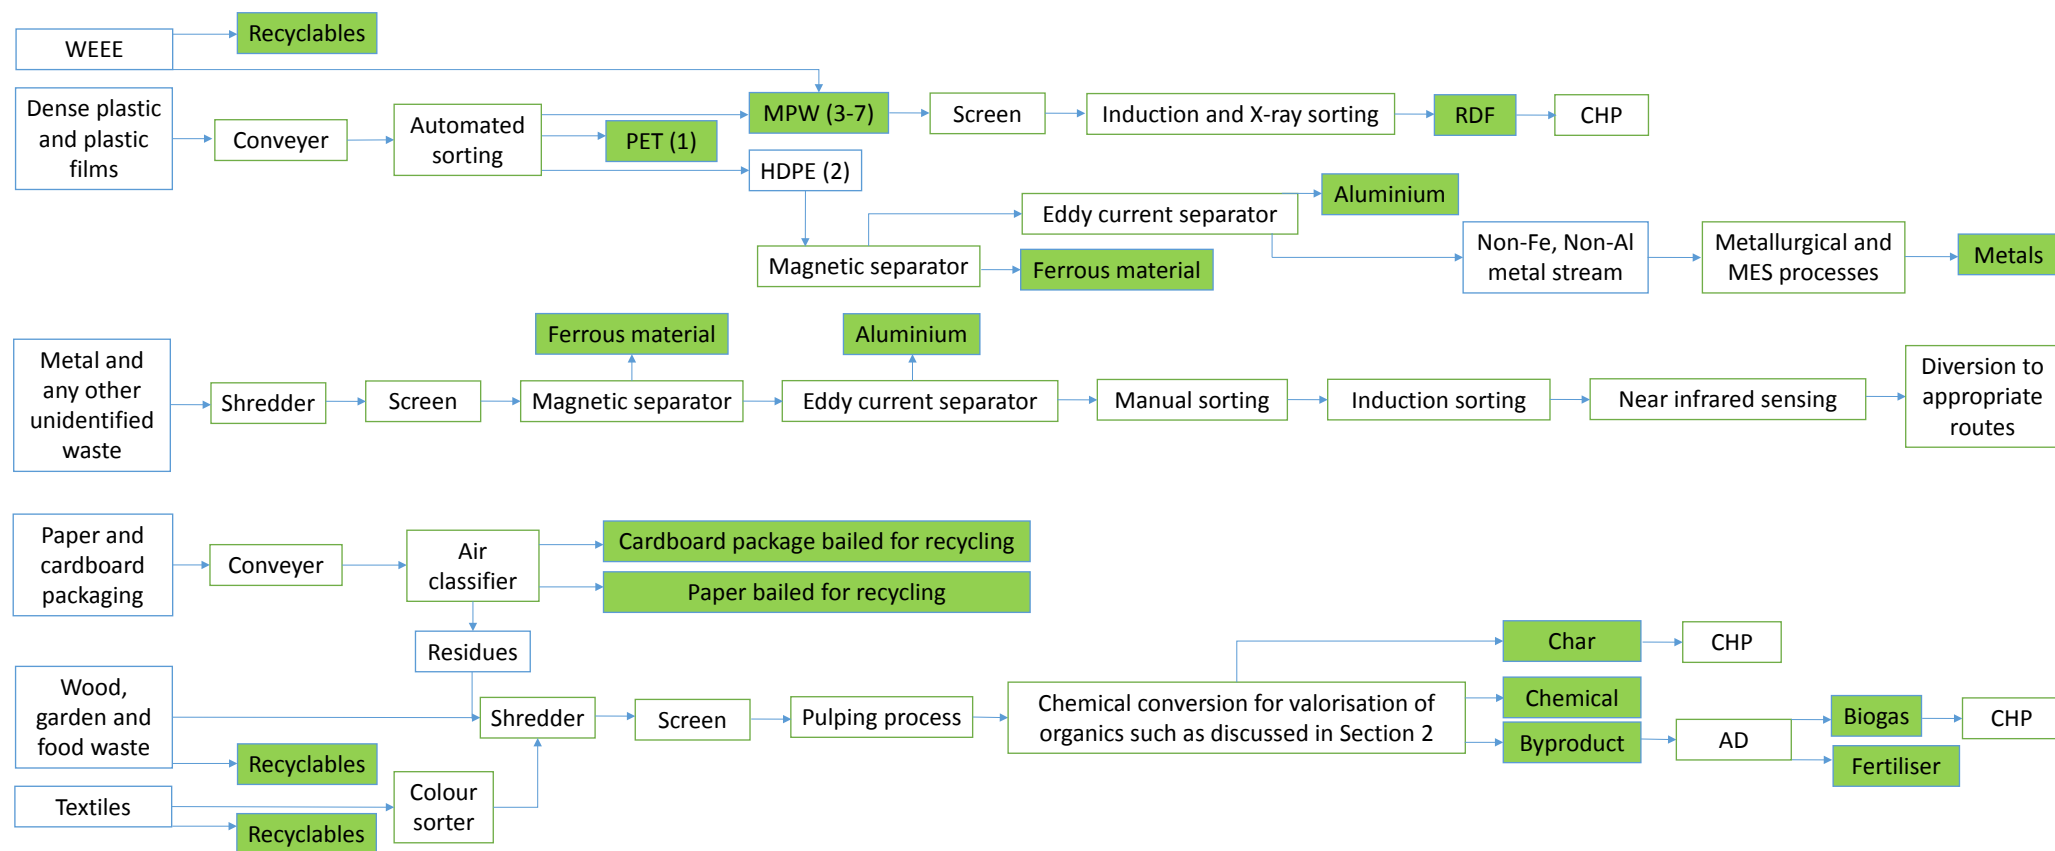 WEEE
Recyclables
Dense plastic
and plastic
films
Conveyer
Automated
sorting
MPW (3-7)
PET (1)
HDPE (2)
Screen
Induction and X-ray sorting
RDF
CHP
Magnetic separator
Eddy current separator
Aluminium
Ferrous material
Non-Fe, Non-Al
metal stream
Metallurgical and
MES processes
Metals
Metal and
any other
unidentified
waste
Shredder
Screen
Ferrous material
Magnetic separator
Aluminium
Eddy current separator
Manual sorting
Induction sorting
Near infrared sensing
Diversion to
appropriate
routes
Paper and
cardboard
packaging
Conveyer
Air
classifier
Cardboard package bailed for recycling
Paper bailed for recycling
Residues
Wood,
garden and
food waste
Recyclables
Textiles
Recyclables
Colour
sorter
Shredder
Screen
Pulping process
Chemical conversion for valorisation of
organics such as discussed in Section 2
Char
CHP
Chemical
Byproduct
AD
Biogas
CHP
Fertiliser